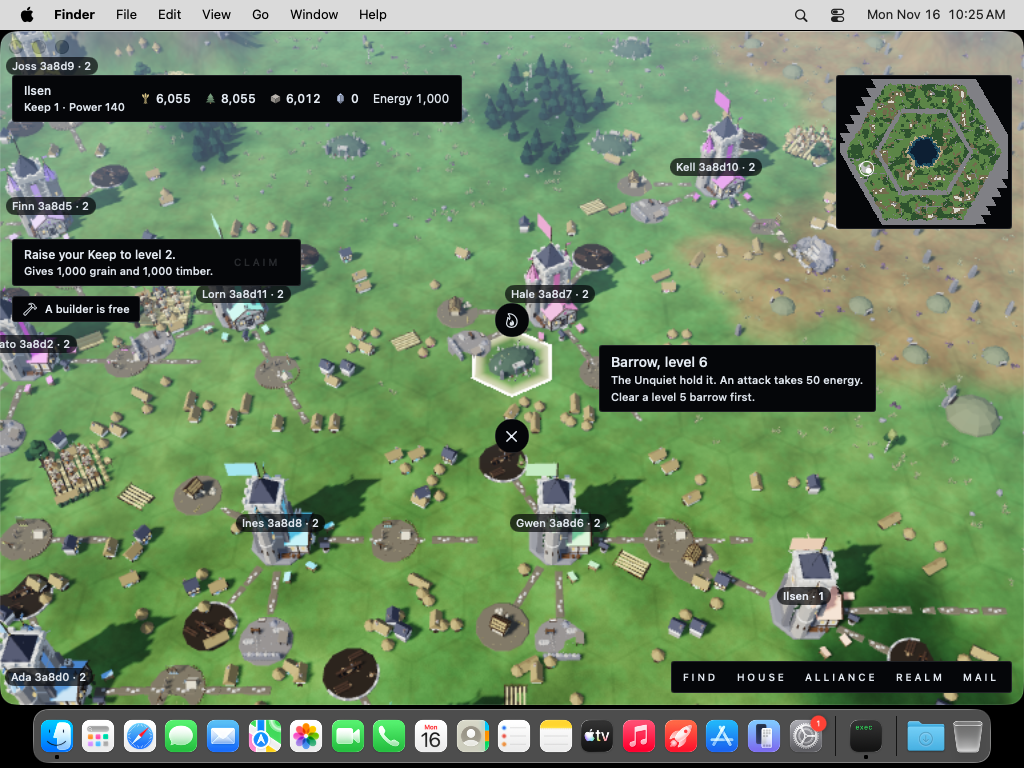 Finder File Edit View Go Window Help Mon Nov 16 10:25 AM
Joss 3a8d9 · 2
Ilsen
Keep 1 · Power 140
6,055 8,055 6,012 0 Energy 1,000
Kell 3a8d10 · 2
Finn 3a8d5 · 2
Raise your Keep to level 2.
Gives 1,000 grain and 1,000 timber.
CLAIM
Lorn 3a8d11 · 2
Hale 3a8d7 · 2
A builder is free
ato 3a8d2 · 2
Barrow, level 6
The Unquiet hold it. An attack takes 50 energy.
Clear a level 5 barrow first.
Ines 3a8d8 · 2
Gwen 3a8d6 · 2
Ilsen · 1
Ada 3a8d0 · 2
FIND HOUSE ALLIANCE REALM MAIL
Mon
16
tv
1
exec